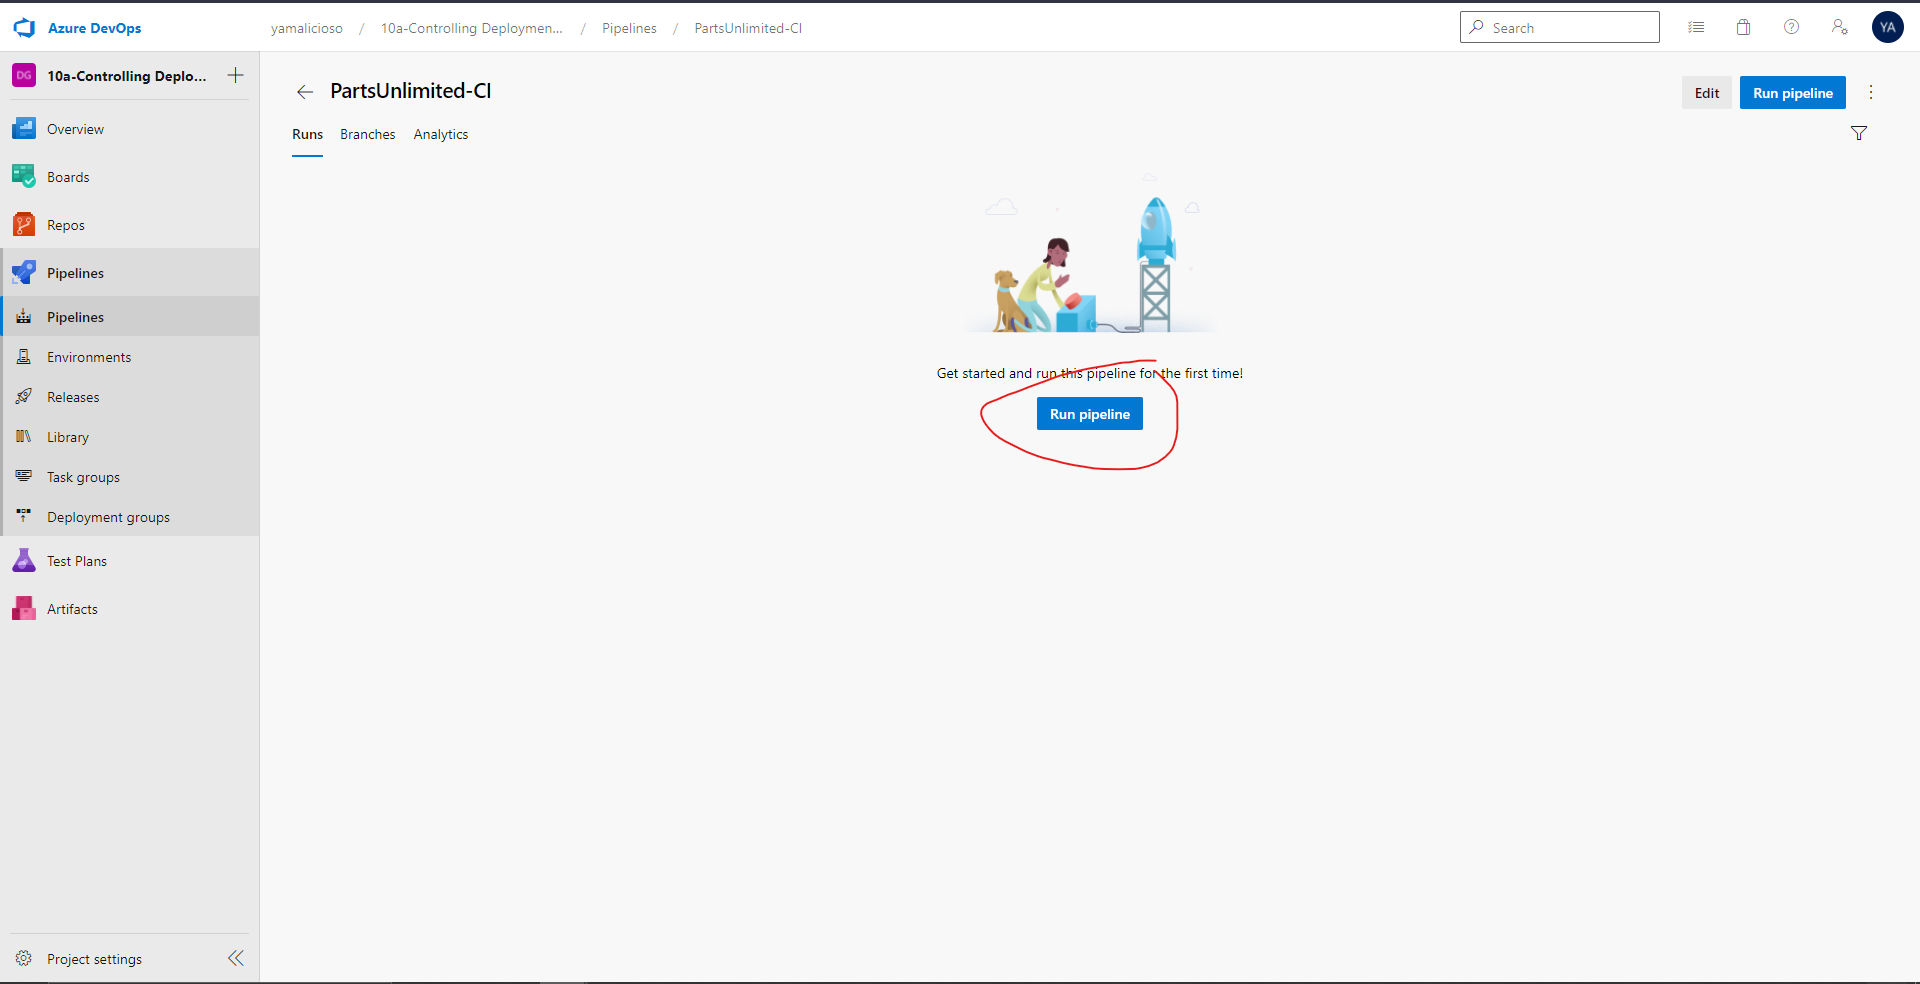 Azure DevOps
yamalicioso / 10a-Controlling Deploymen... / Pipelines / PartsUnlimited-CI
Search
YA
DG 10a-Controlling Deplo...
Overview
Boards
Repos
Pipelines
Pipelines
Environments
Releases
Library
Task groups
Deployment groups
Test Plans
Artifacts
Project settings
PartsUnlimited-CI
Edit
Run pipeline
Runs Branches Analytics
Get started and run this pipeline for the first time!
Run pipeline